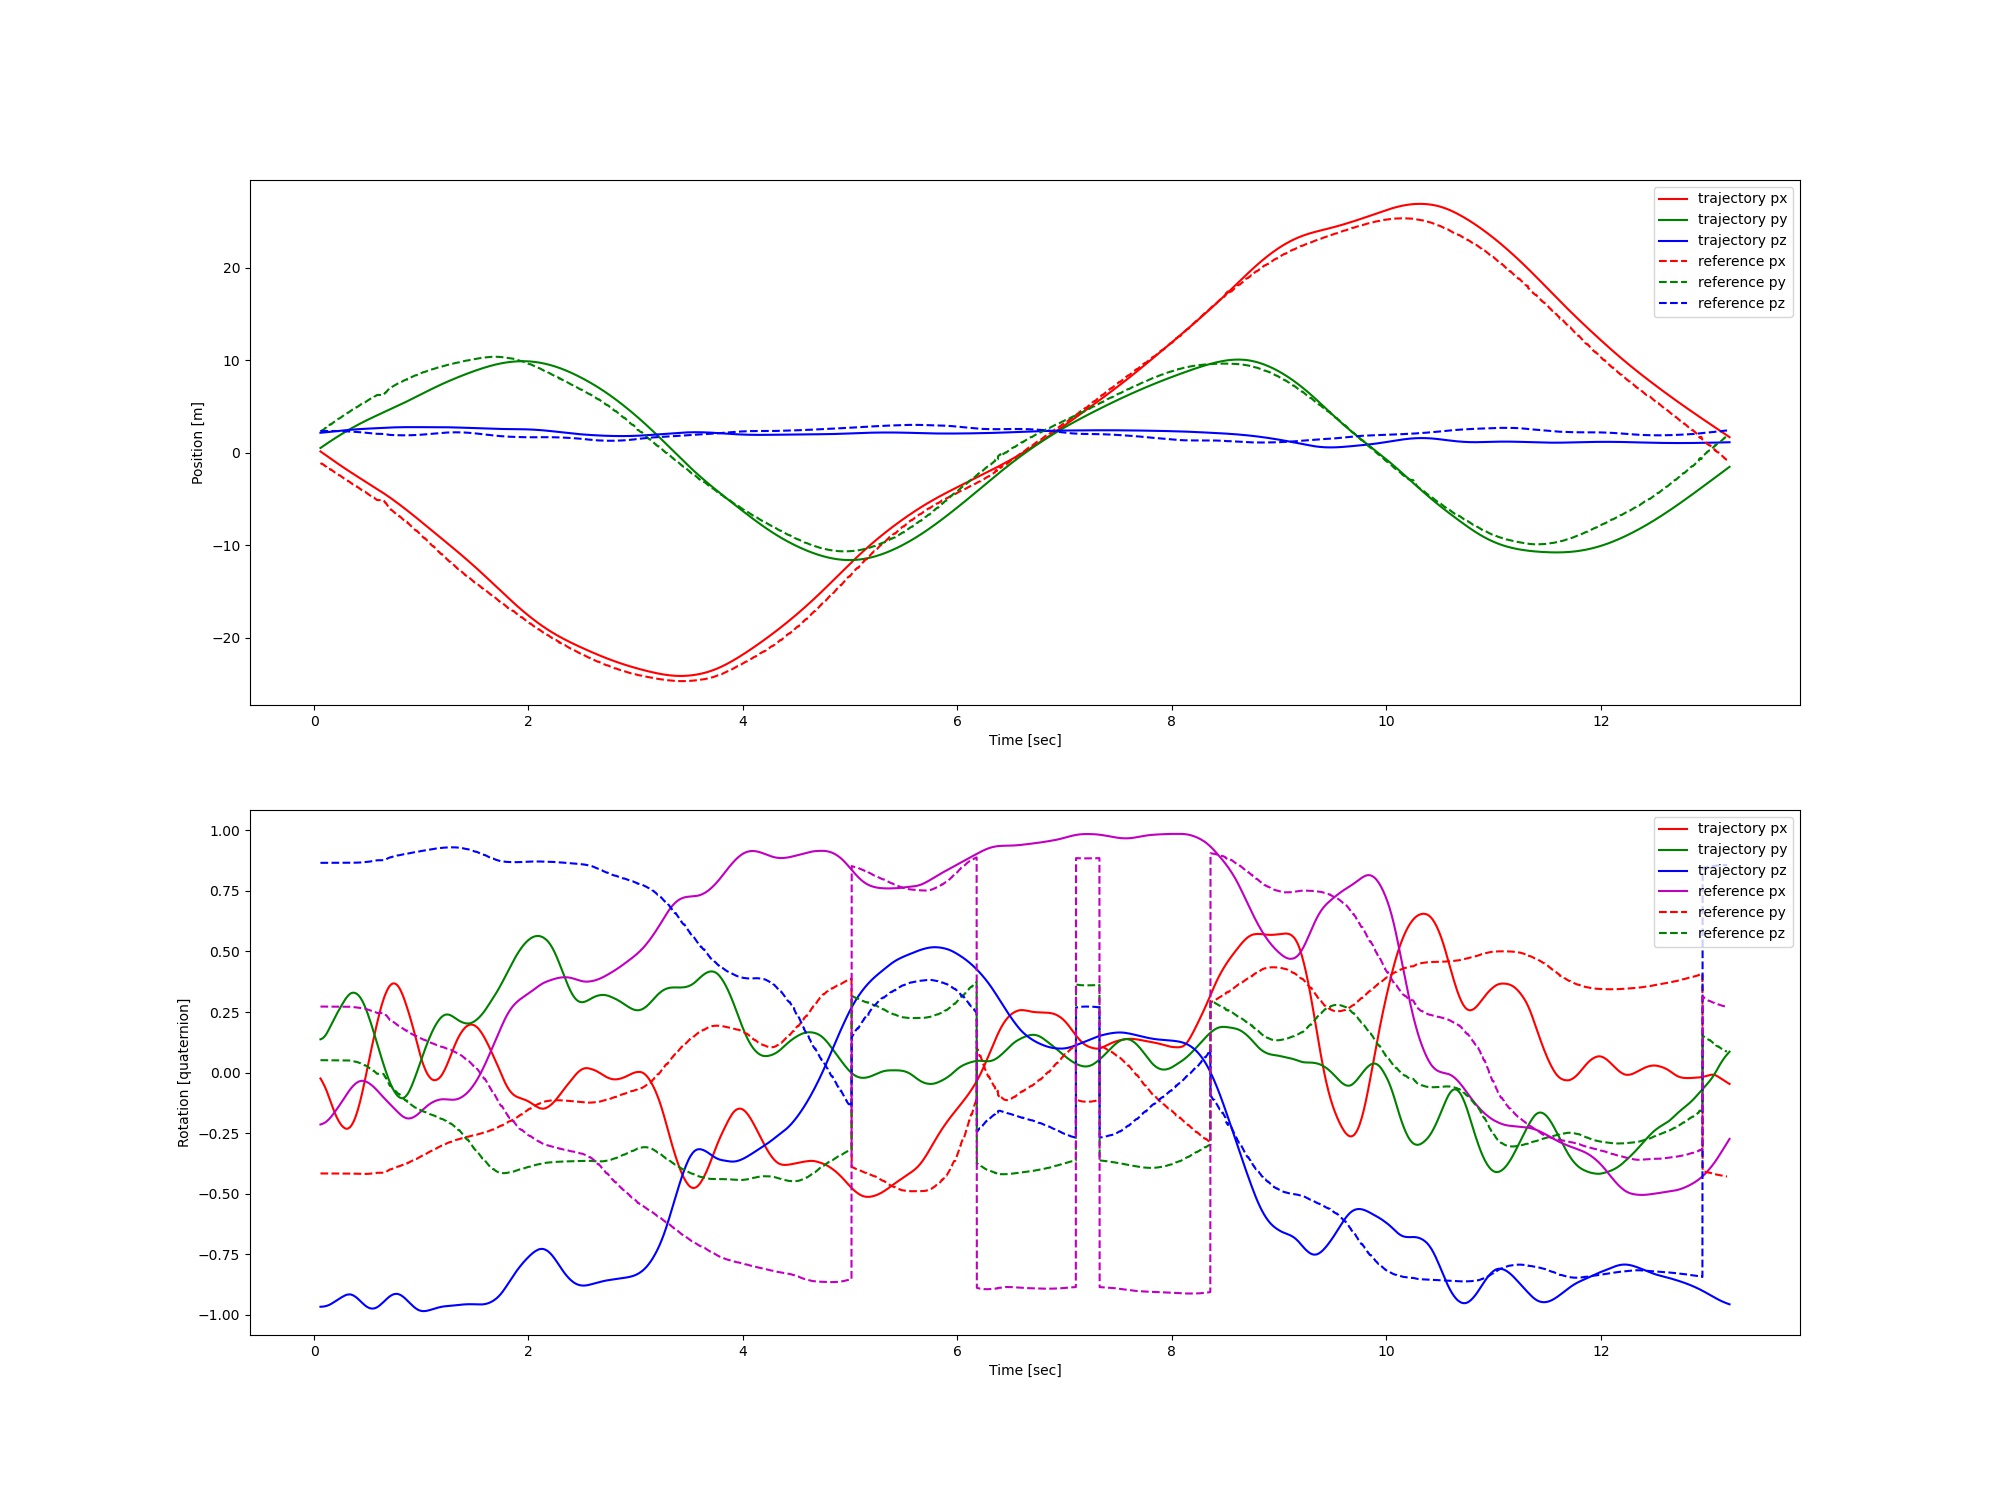 20
10
0
−10
−20
Position [m]
0 2 4 6 8 10 12
Time [sec]
trajectory px
trajectory py
trajectory pz
reference px
reference py
reference pz
1.00
0.75
0.50
0.25
0.00
−0.25
−0.50
−0.75
−1.00
Rotation [quaternion]
0 2 4 6 8 10 12
Time [sec]
trajectory px
trajectory py
trajectory pz
reference px
reference py
reference pz